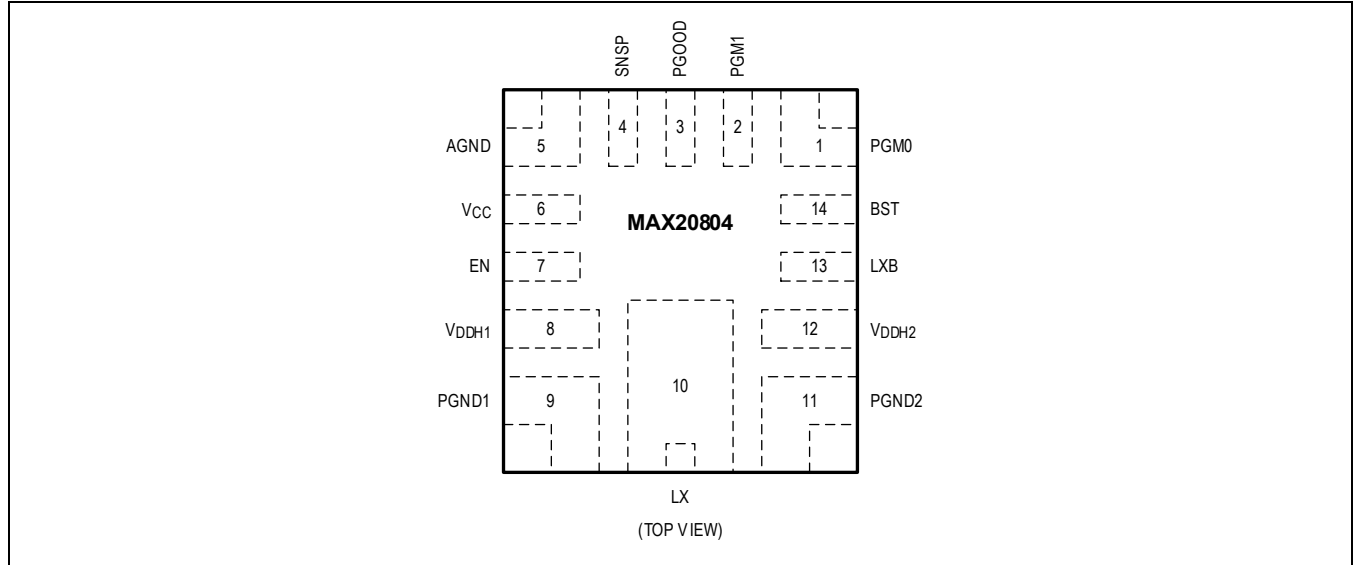 SNSP PGOOD PGM1
4 3 2
AGND 5 1 PGM0
VCC 6 14 BST
MAX20804
EN 7 13 LXB
VDDH1 8 12 VDDH2
10
PGND1 9 11 PGND2
LX
(TOP VIEW)